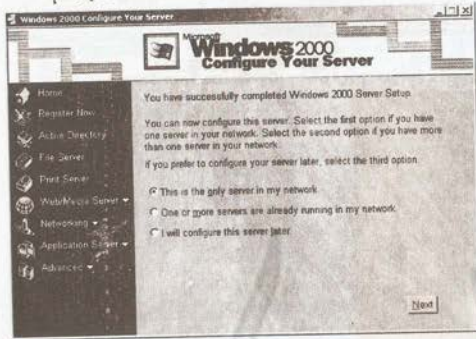 Windows 2000 Configure Your Server
Microsoft
Windows 2000
Configure Your Server
Home
Register Now
Active Directory
File Server
Print Server
Web/Media Server
Networking
Application Server
Advanced
You have successfully completed Windows 2000 Server Setup.
You can now configure this server. Select the first option if you have
one server in your network. Select the second option if you have more
than one server in your network.
If you prefer to configure your server later, select the third option.
This is the only server in my network.
One or more servers are already running in my network.
I will configure this server later.
Next